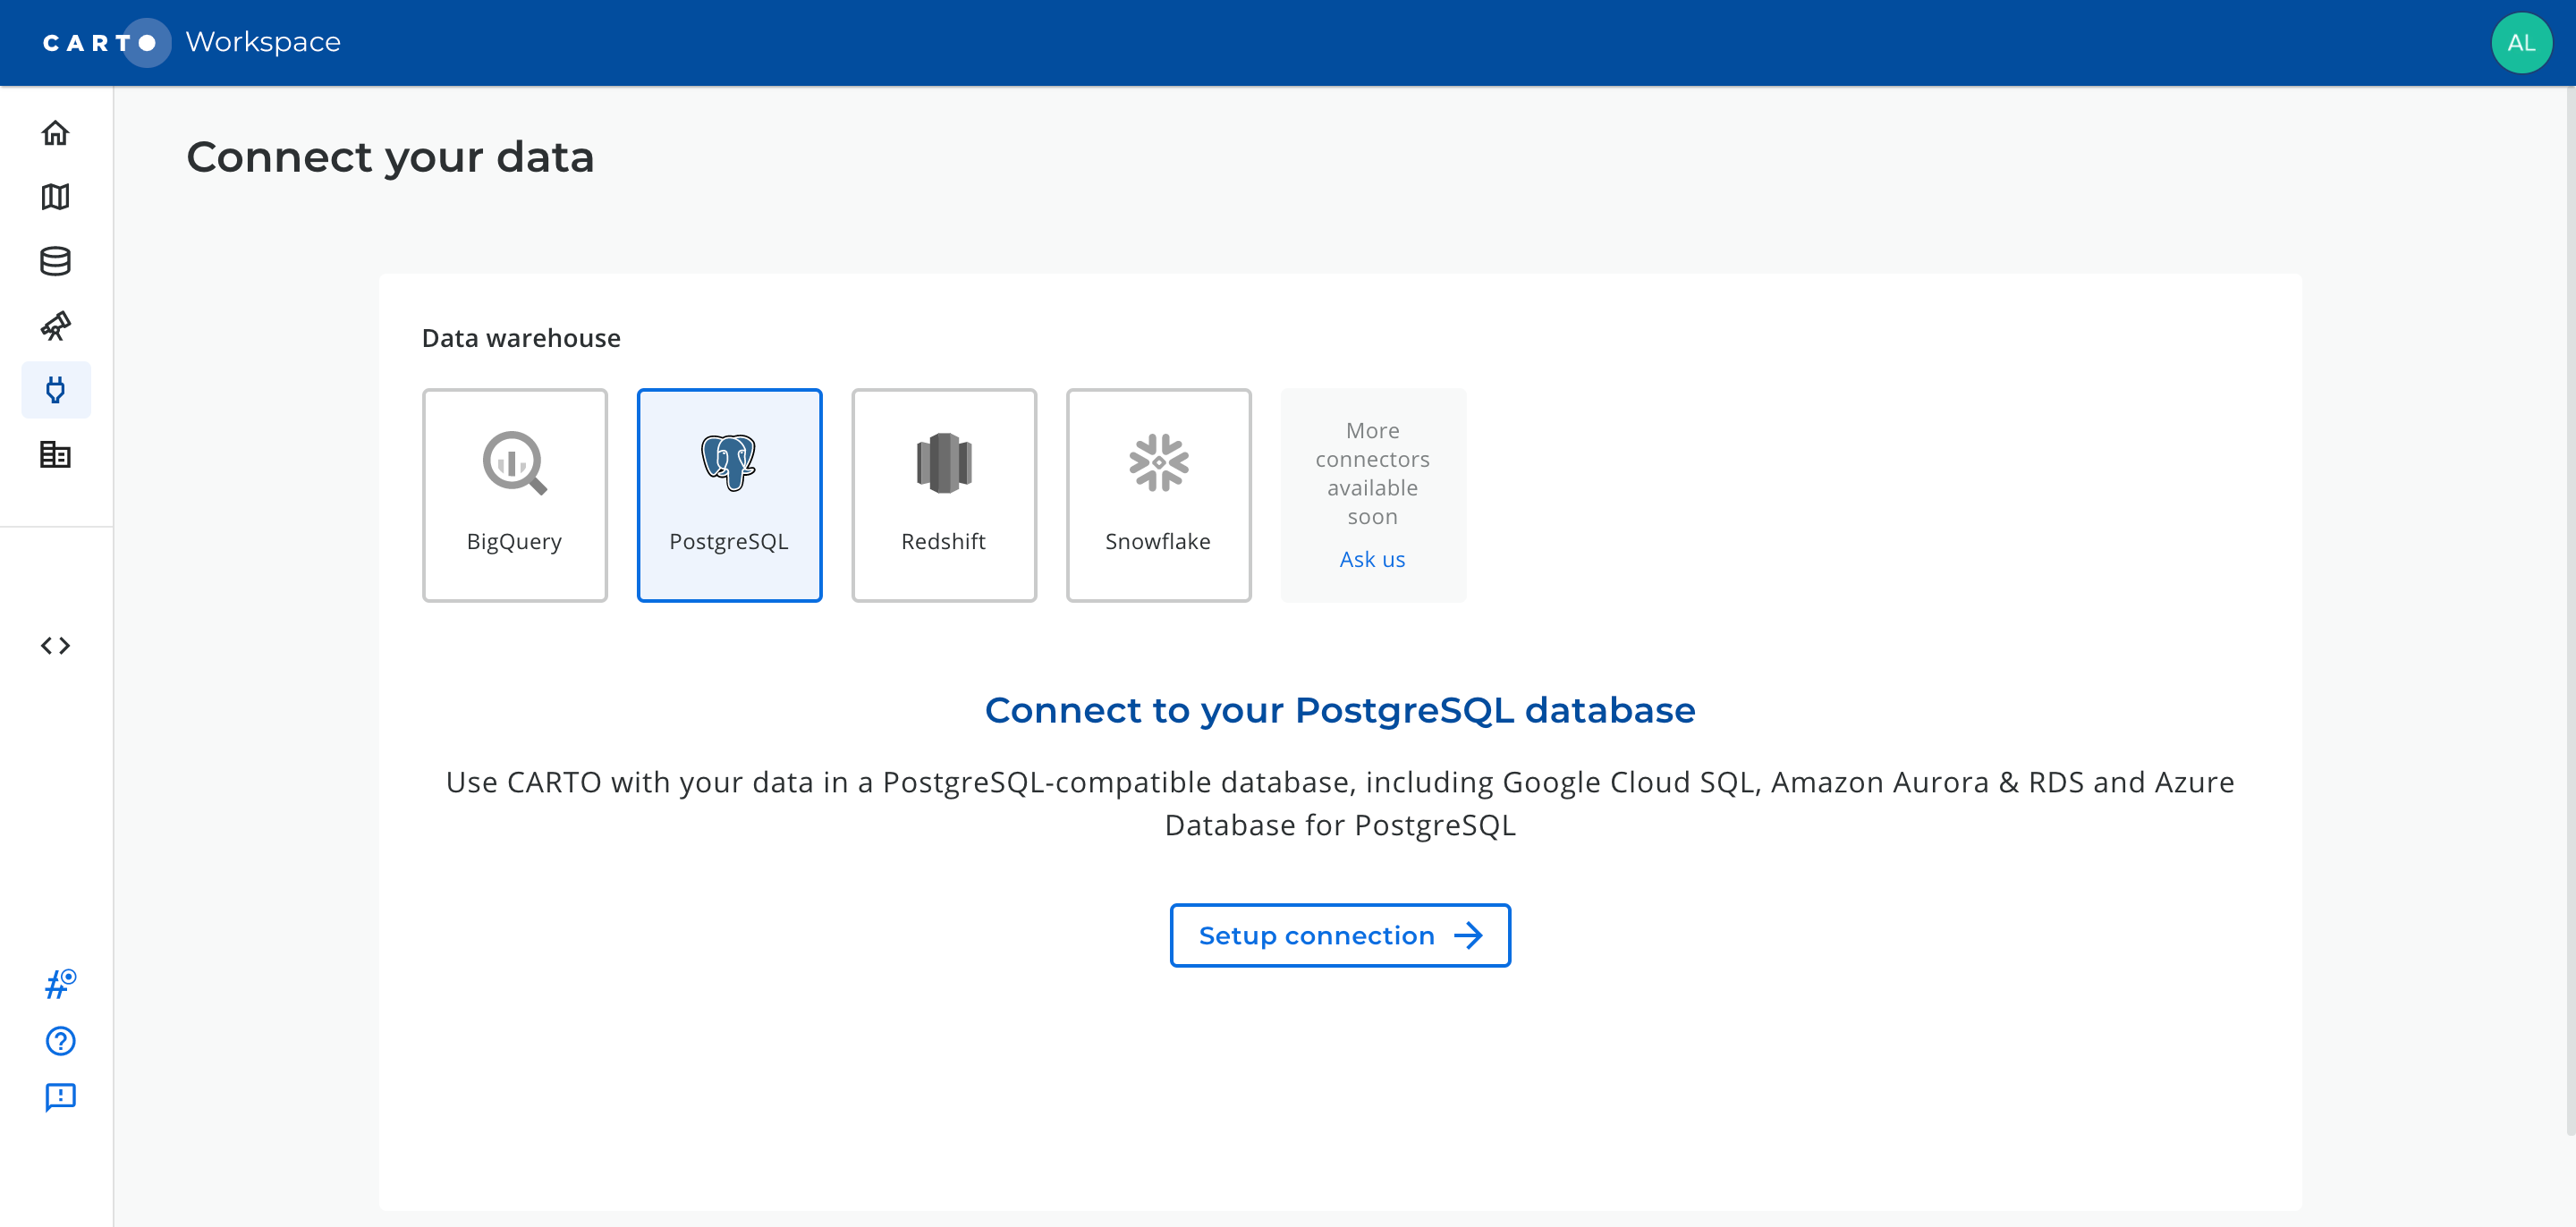 CARTO Workspace
AL
Connect your data
Data warehouse
BigQuery
PostgreSQL
Redshift
Snowflake
More
connectors
available
soon
Ask us
Connect to your PostgreSQL database
Use CARTO with your data in a PostgreSQL-compatible database, including Google Cloud SQL, Amazon Aurora & RDS and Azure
Database for PostgreSQL
Setup connection